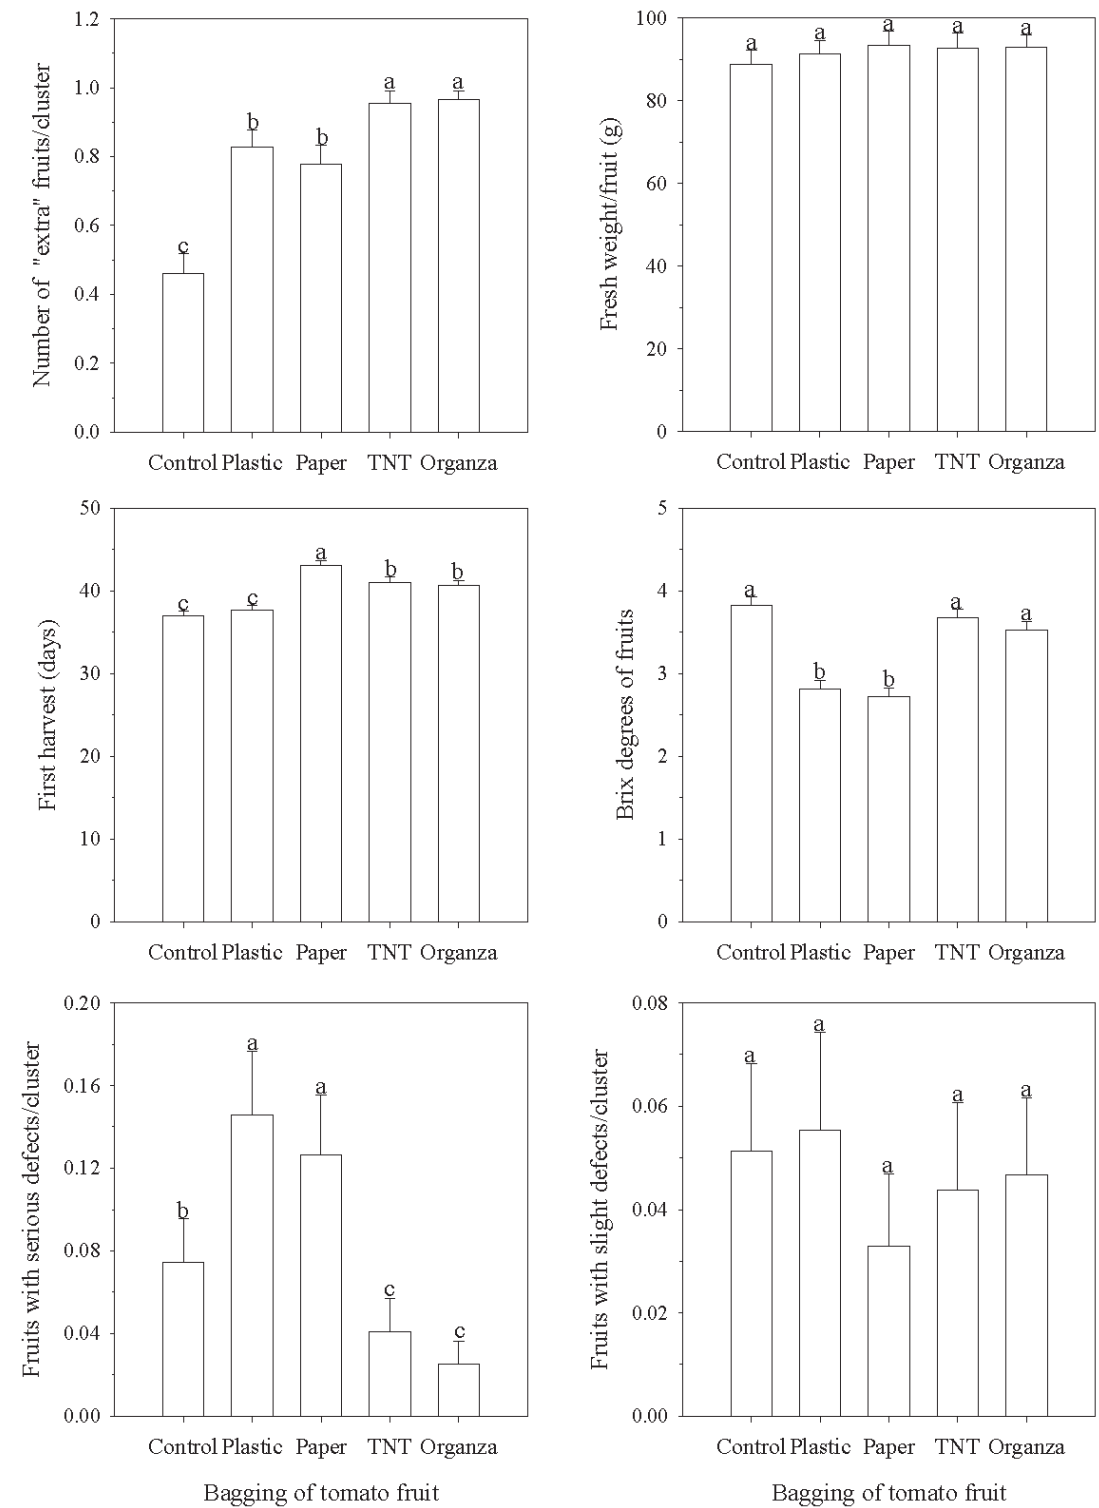 1.2
1.0
0.8
0.6
0.4
0.2
0.0
Number of "extra" fruits/cluster
c
b
b
a
a
Control Plastic Paper TNT Organza
100
80
60
40
20
0
Fresh weight/fruit (g)
a
a
a
a
a
Control Plastic Paper TNT Organza
50
40
30
20
10
0
First harvest (days)
c
c
a
b
b
Control Plastic Paper TNT Organza
5
4
3
2
1
0
Brix degrees of fruits
a
b
b
a
a
Control Plastic Paper TNT Organza
0.20
0.16
0.12
0.08
0.04
0.00
Fruits with serious defects/cluster
b
a
a
c
c
Control Plastic Paper TNT Organza
Bagging of tomato fruit
0.08
0.06
0.04
0.02
0.00
Fruits with slight defects/cluster
a
a
a
a
a
Control Plastic Paper TNT Organza
Bagging of tomato fruit